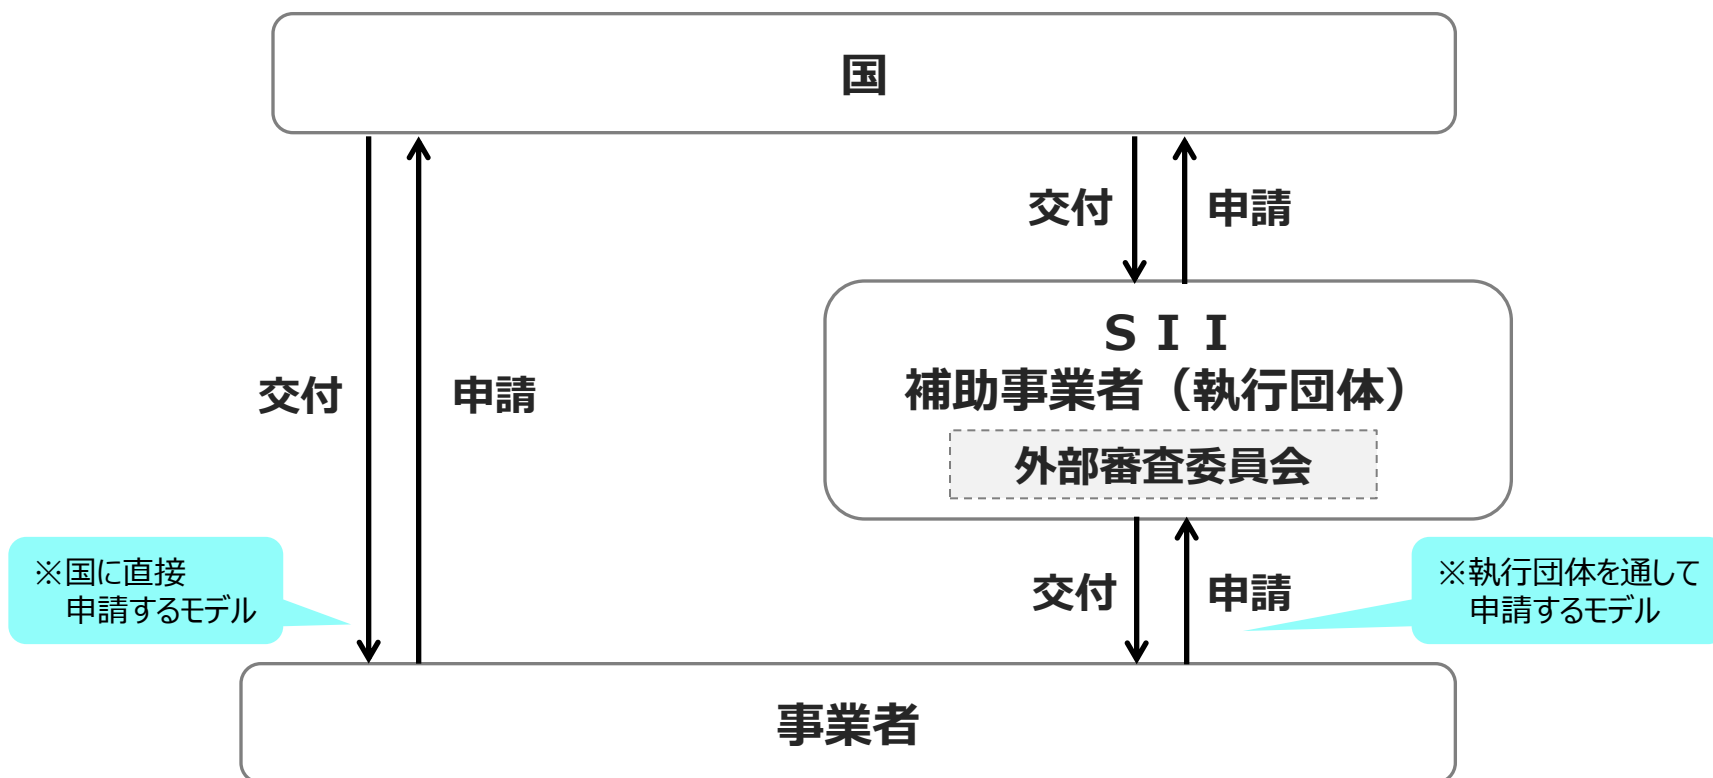 国
交付
申請
ＳＩＩ
補助事業者（執行団体）
外部審査委員会
交付
申請
※国に直接
申請するモデル
交付
申請
※執行団体を通して
申請するモデル
事業者